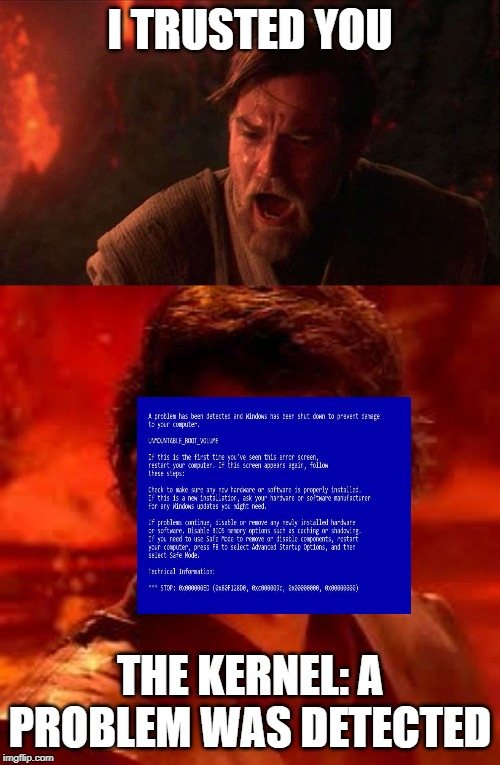 I TRUSTED YOU
A problem has been detected and Windows has been shut down to prevent damage
to your computer.
UNMOUNTABLE_BOOT_VOLUME
If this is the first time you've seen this error screen,
restart your computer. If this screen appears again, follow
these steps:
Check to make sure any new hardware or software is properly installed.
If this is a new installation, ask your hardware or software manufacturer
for any Windows updates you might need.
If problems continue, disable or remove any newly installed hardware
or software. Disable BIOS memory options such as caching or shadowing.
If you need to use Safe Mode to remove or disable components, restart
your computer, press F8 to select Advanced Startup Options, and then
select Safe Mode.
Technical Information:
*** STOP: 0x000000ED (0x80F128D0, 0xc000009c, 0x00000000, 0x00000000)
THE KERNEL: A
PROBLEM WAS DETECTED
imgflip.com